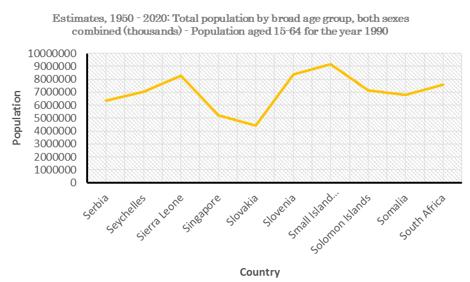 Estimates, 1950 - 2020: Total population by broad age group, both sexes
combined (thousands) - Population aged 15-64 for the year 1990
10000000
9000000
8000000
7000000
6000000
5000000
4000000
3000000
2000000
1000000
0
Population
Serbia
Seychelles
Sierra Leone
Singapore
Slovakia
Slovenia
Small Island...
Solomon Islands
Somalia
South Africa
Country